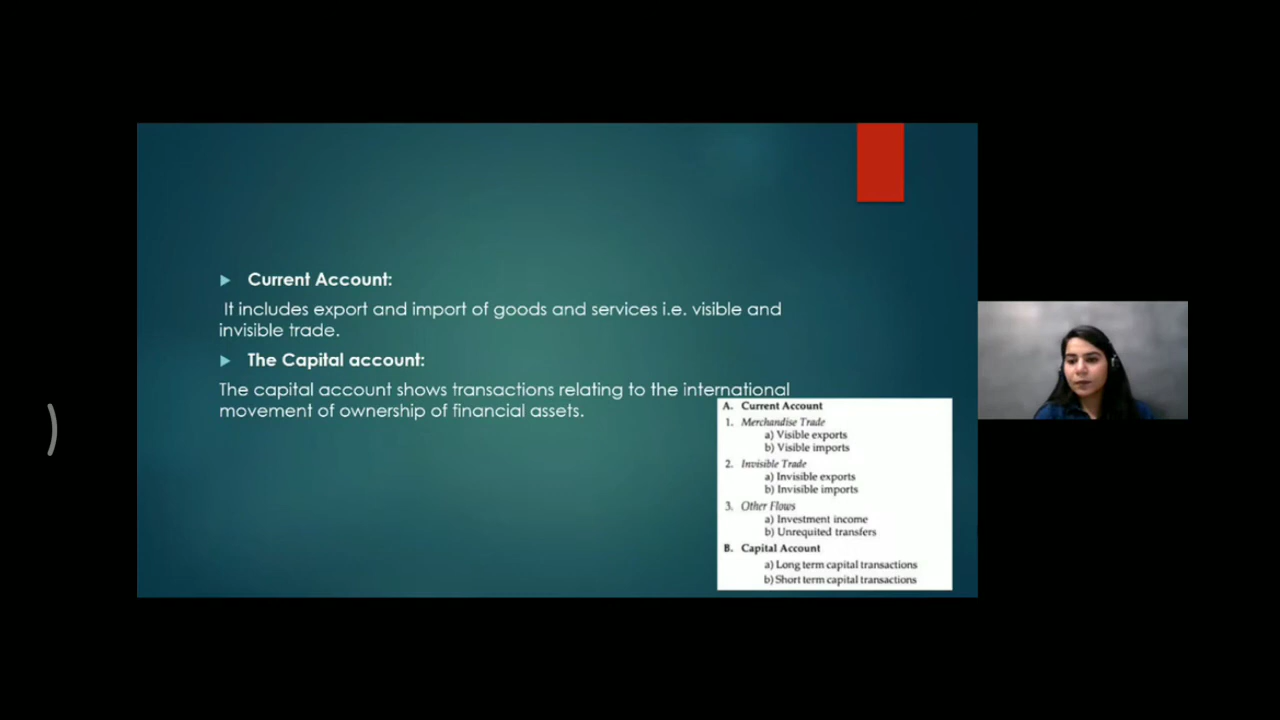 Current Account:
It includes export and import of goods and services i.e. visible and
invisible trade.
The Capital account:
The capital account shows transactions relating to the international
movement of ownership of financial assets.
A. Current Account
1. Merchandise Trade
a) Visible exports
b) Visible imports
2. Invisible Trade
a) Invisible exports
b) Invisible imports
3. Other Flows
a) Investment income
b) Unrequited transfers
B. Capital Account
a) Long term capital transactions
b) Short term capital transactions